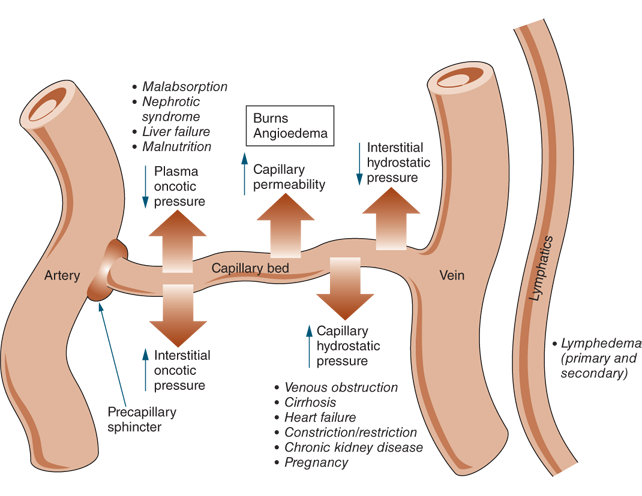 • Malabsorption
• Nephrotic
syndrome
• Liver failure
• Malnutrition
Plasma
oncotic
pressure
Burns
Angioedema
Capillary
permeability
Interstitial
hydrostatic
pressure
Artery
Capillary bed
Vein
Lymphatics
Interstitial
oncotic
pressure
Capillary
hydrostatic
pressure
• Lymphedema
(primary and
secondary)
Precapillary
sphincter
• Venous obstruction
• Cirrhosis
• Heart failure
• Constriction/restriction
• Chronic kidney disease
• Pregnancy